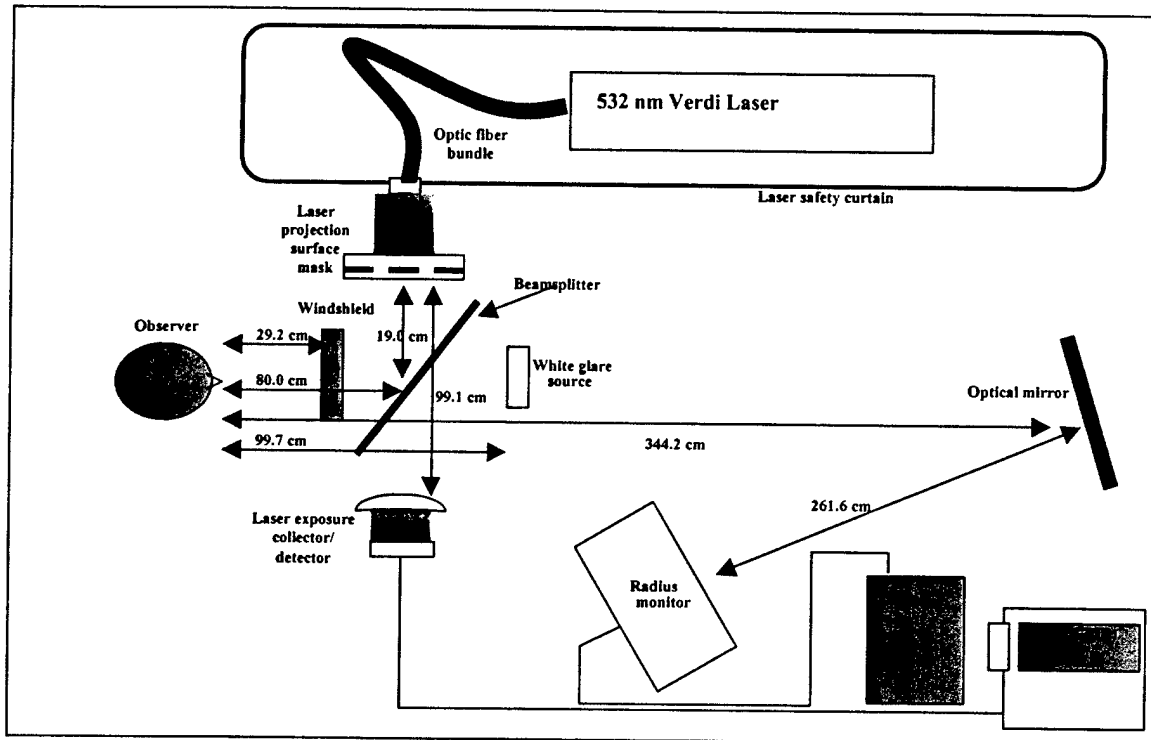 532 nm Verdi Laser
Optic fiber
bundle
Laser safety curtain
Laser
projection
surface
mask
Beamsplitter
Windshield
Observer
29.2 cm
19.0 cm
White glare
source
80.0 cm
99.1 cm
Optical mirror
99.7 cm
344.2 cm
261.6 cm
Laser exposure
collector/
detector
Radius
monitor